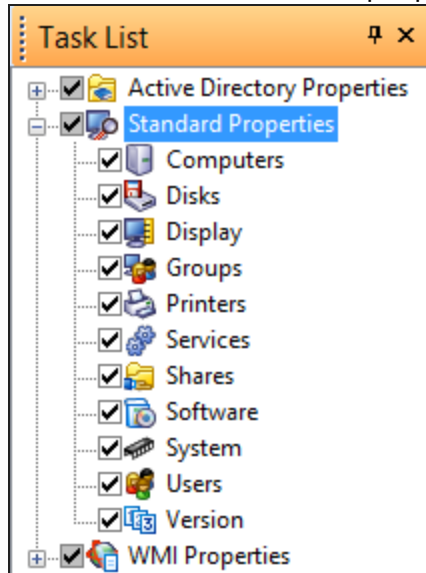 Task List
Active Directory Properties
Standard Properties
Computers
Disks
Display
Groups
Printers
Services
Shares
Software
System
Users
Version
WMI Properties